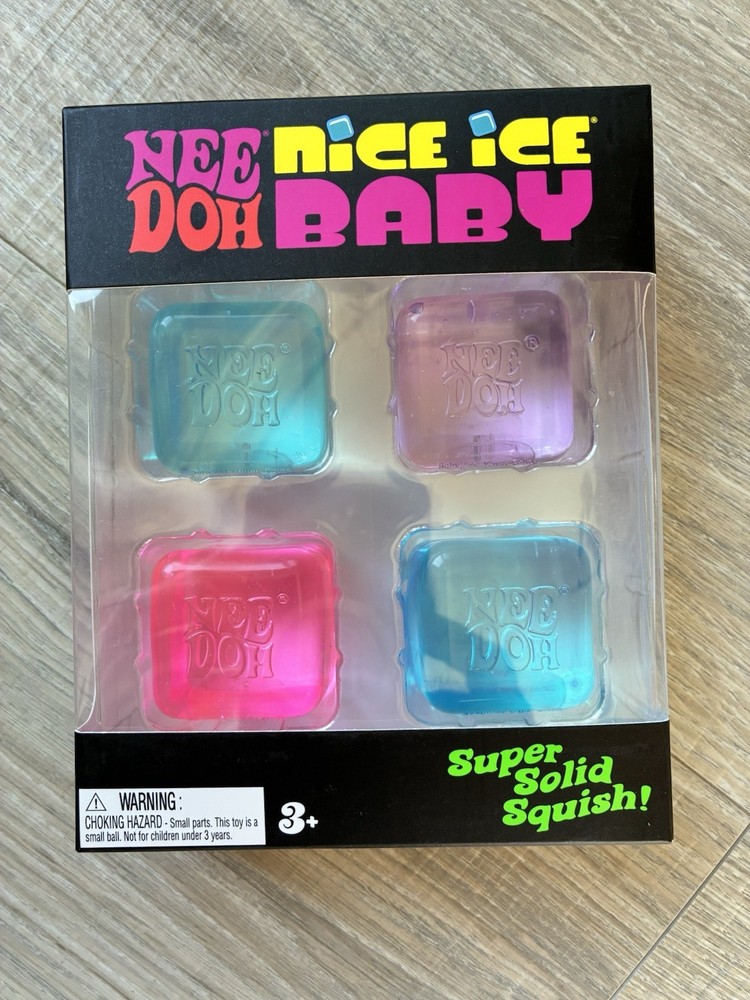 NEE DOH® nice ice® BABY
NEE DOH®
NEE DOH®
NEE DOH®
NEE DOH®
WARNING:
CHOKING HAZARD - Small parts. This toy is a
small ball. Not for children under 3 years.
3+
Super
Solid
Squish!